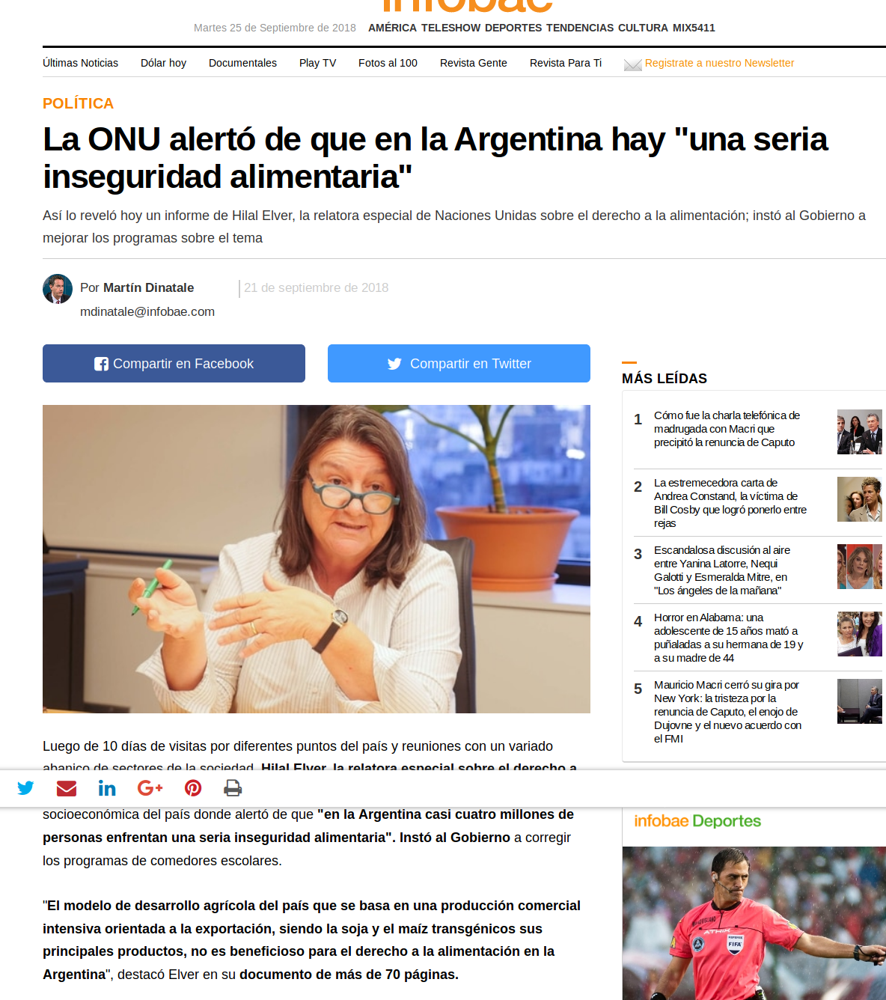 infobae
Martes 25 de Septiembre de 2018 AMÉRICA TELESHOW DEPORTES TENDENCIAS CULTURA MIX5411
Últimas Noticias Dólar hoy Documentales Play TV Fotos al 100 Revista Gente Revista Para Ti Registrate a nuestro Newsletter
POLÍTICA
La ONU alertó de que en la Argentina hay "una seria
inseguridad alimentaria"
Así lo reveló hoy un informe de Hilal Elver, la relatora especial de Naciones Unidas sobre el derecho a la alimentación; instó al Gobierno a
mejorar los programas sobre el tema
Por Martín Dinatale 21 de septiembre de 2018
mdinatale@infobae.com
Compartir en Facebook Compartir en Twitter
Luego de 10 días de visitas por diferentes puntos del país y reuniones con un variado
abanico de sectores de la sociedad, Hilal Elver, la relatora especial sobre el derecho a
socioeconómica del país donde alertó de que "en la Argentina casi cuatro millones de
personas enfrentan una seria inseguridad alimentaria". Instó al Gobierno a corregir
los programas de comedores escolares.
"El modelo de desarrollo agrícola del país que se basa en una producción comercial
intensiva orientada a la exportación, siendo la soja y el maíz transgénicos sus
principales productos, no es beneficioso para el derecho a la alimentación en la
Argentina", destacó Elver en su documento de más de 70 páginas.
MÁS LEÍDAS
1 Cómo fue la charla telefónica de
madrugada con Macri que
precipitó la renuncia de Caputo
2 La estremecedora carta de
Andrea Constand, la víctima de
Bill Cosby que logró ponerlo entre
rejas
3 Escandalosa discusión al aire
entre Yanina Latorre, Nequi
Galotti y Esmeralda Mitre, en
"Los ángeles de la mañana"
4 Horror en Alabama: una
adolescente de 15 años mató a
puñaladas a su hermana de 19 y
a su madre de 44
5 Mauricio Macri cerró su gira por
New York: la tristeza por la
renuncia de Caputo, el enojo de
Dujovne y el nuevo acuerdo con
el FMI
infobae Deportes
ATHIX
REFEREE
FIFA